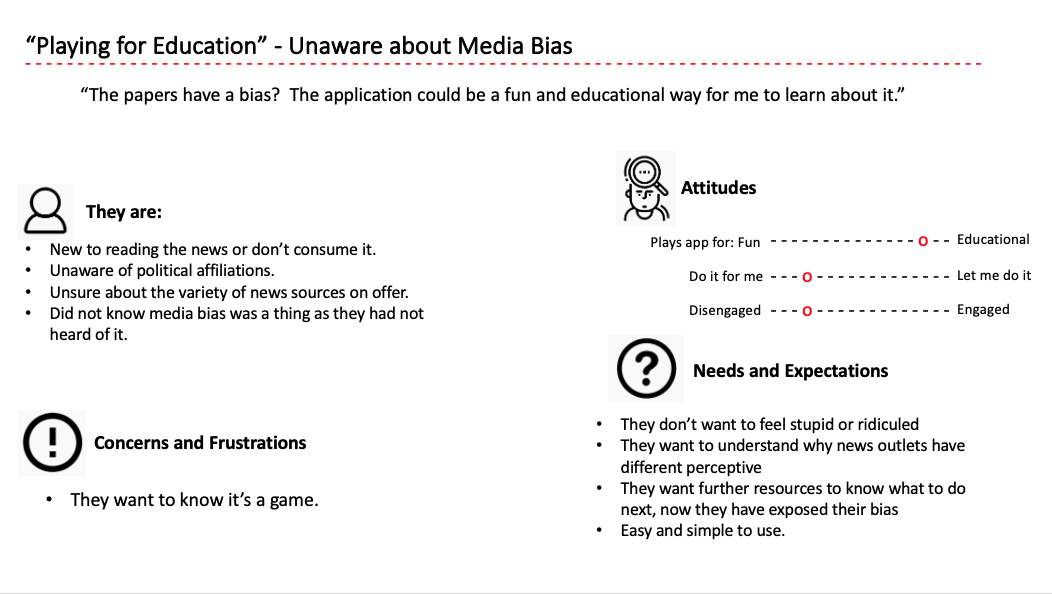 “Playing for Education” - Unaware about Media Bias
“The papers have a bias?  The application could be a fun and educational way for me to learn about it.”
They are:
• New to reading the news or don’t consume it.
• Unaware of political affiliations.
• Unsure about the variety of news sources on offer.
• Did not know media bias was a thing as they had not
heard of it.
Concerns and Frustrations
• They want to know it’s a game.
Attitudes
Plays app for: Fun - - - - - - - - - - - - - - O - - Educational
Do it for me - - - O - - - - - - - - - - - - - Let me do it
Disengaged - - - O - - - - - - - - - - - - - Engaged
Needs and Expectations
• They don’t want to feel stupid or ridiculed
• They want to understand why news outlets have
different perceptive
• They want further resources to know what to do
next, now they have exposed their bias
• Easy and simple to use.